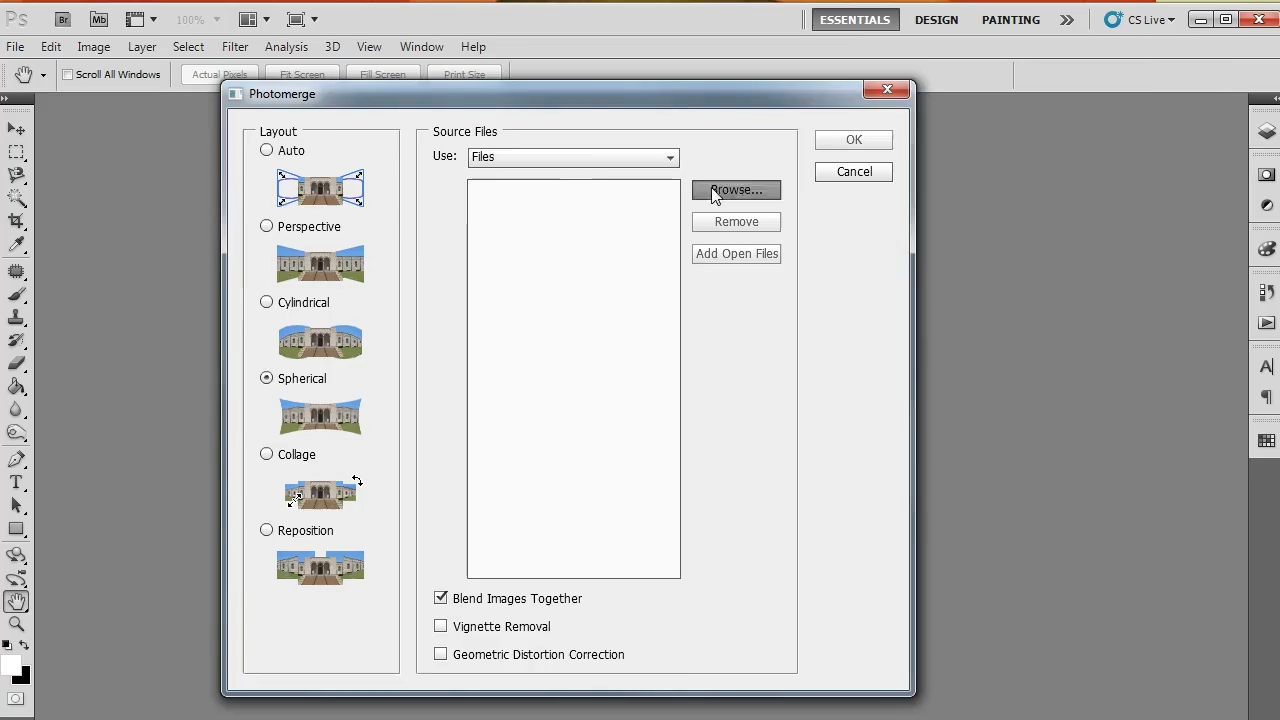 Ps Br Mb 100% ESSENTIALS DESIGN PAINTING CS Live
File Edit Image Layer Select Filter Analysis 3D View Window Help
Scroll All Windows Actual Pixels Fit Screen Fill Screen Print Size
Photomerge
Layout
Auto
Perspective
Cylindrical
Spherical
Collage
Reposition
Source Files
Use: Files
Browse...
Remove
Add Open Files
Blend Images Together
Vignette Removal
Geometric Distortion Correction
OK
Cancel